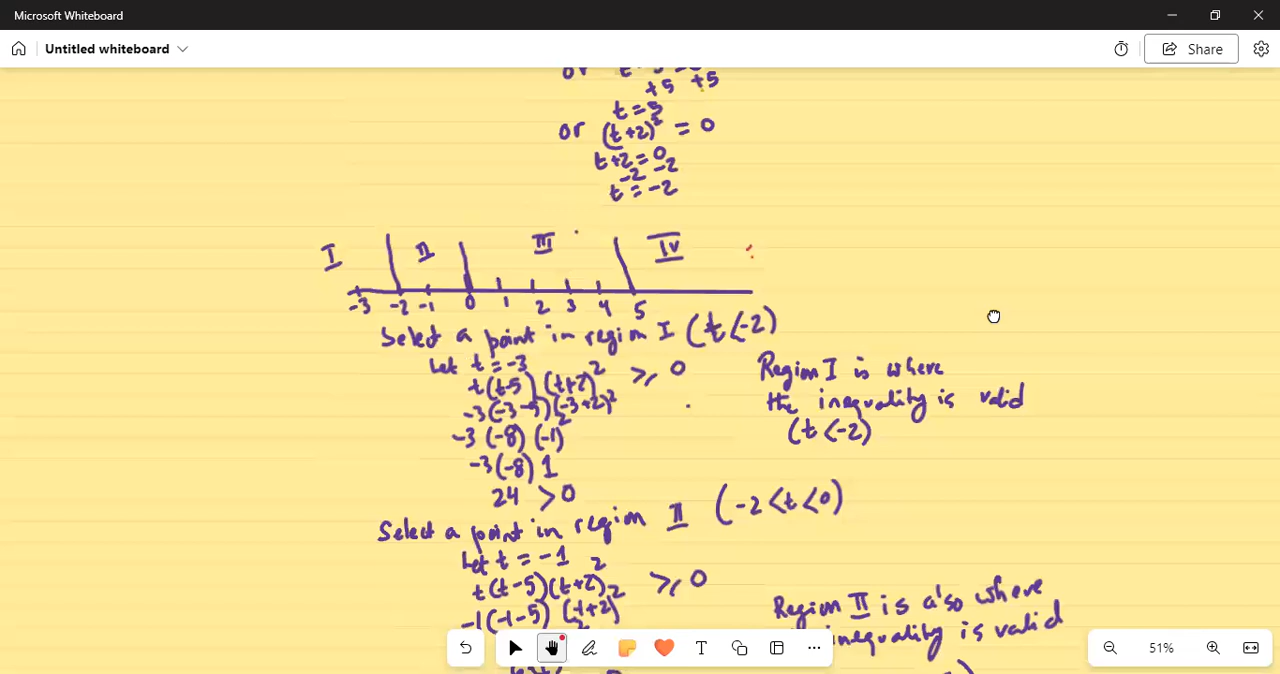 Microsoft Whiteboard
Untitled whiteboard
Share
or
+5 +5
t = 5
or (t+2)² = 0
t+2 = 0
-2 -2
t = -2
I II III IV
-3 -2 -1 0 1 2 3 4 5
Select a point in region I (t<-2)
Let t = -3
t(t-5)(t+2)² ≥ 0
-3(-3-5)(-3+2)²
-3(-8)(-1)²
-3(-8) 1
24 > 0
Region I is where
the inequality is valid
(t<-2)
Select a point in region II (-2<t<0)
Let t = -1
t(t-5)(t+2)² ≥ 0
-1(-1-5)(-1+2)²
Region II is also where
inequality is valid
51%